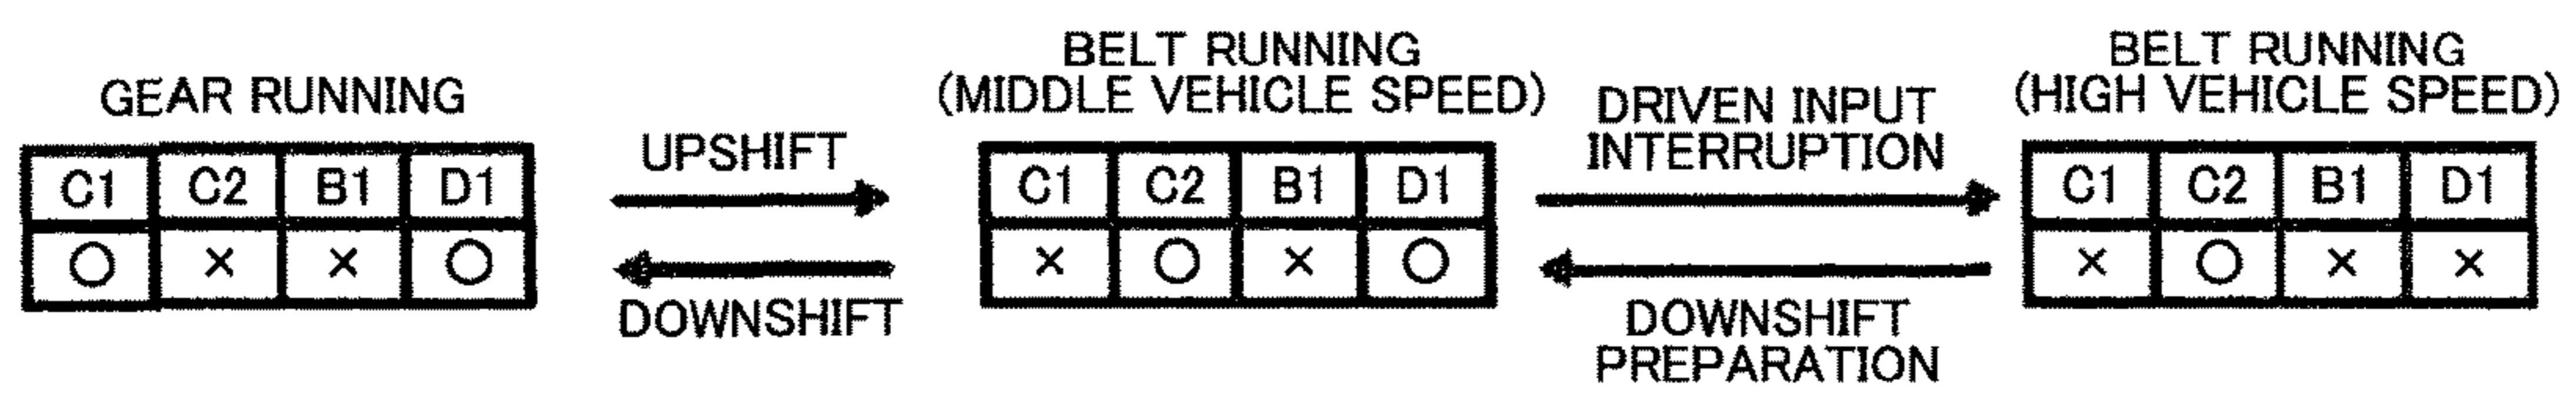 GEAR RUNNING
C1 C2 B1 D1
○ × × ○
UPSHIFT
DOWNSHIFT
BELT RUNNING
(MIDDLE VEHICLE SPEED)
C1 C2 B1 D1
× ○ × ○
DRIVEN INPUT
INTERRUPTION
DOWNSHIFT
PREPARATION
BELT RUNNING
(HIGH VEHICLE SPEED)
C1 C2 B1 D1
× ○ × ×